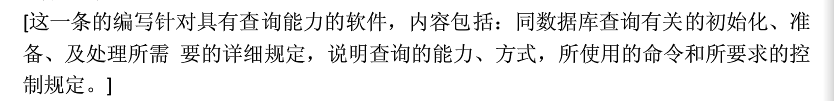 [这一条的编写针对具有查询能力的软件，内容包括：同数据库查询有关的初始化、准
备、及处理所需 要的详细规定，说明查询的能力、方式，所使用的命令和所要求的控
制规定。]